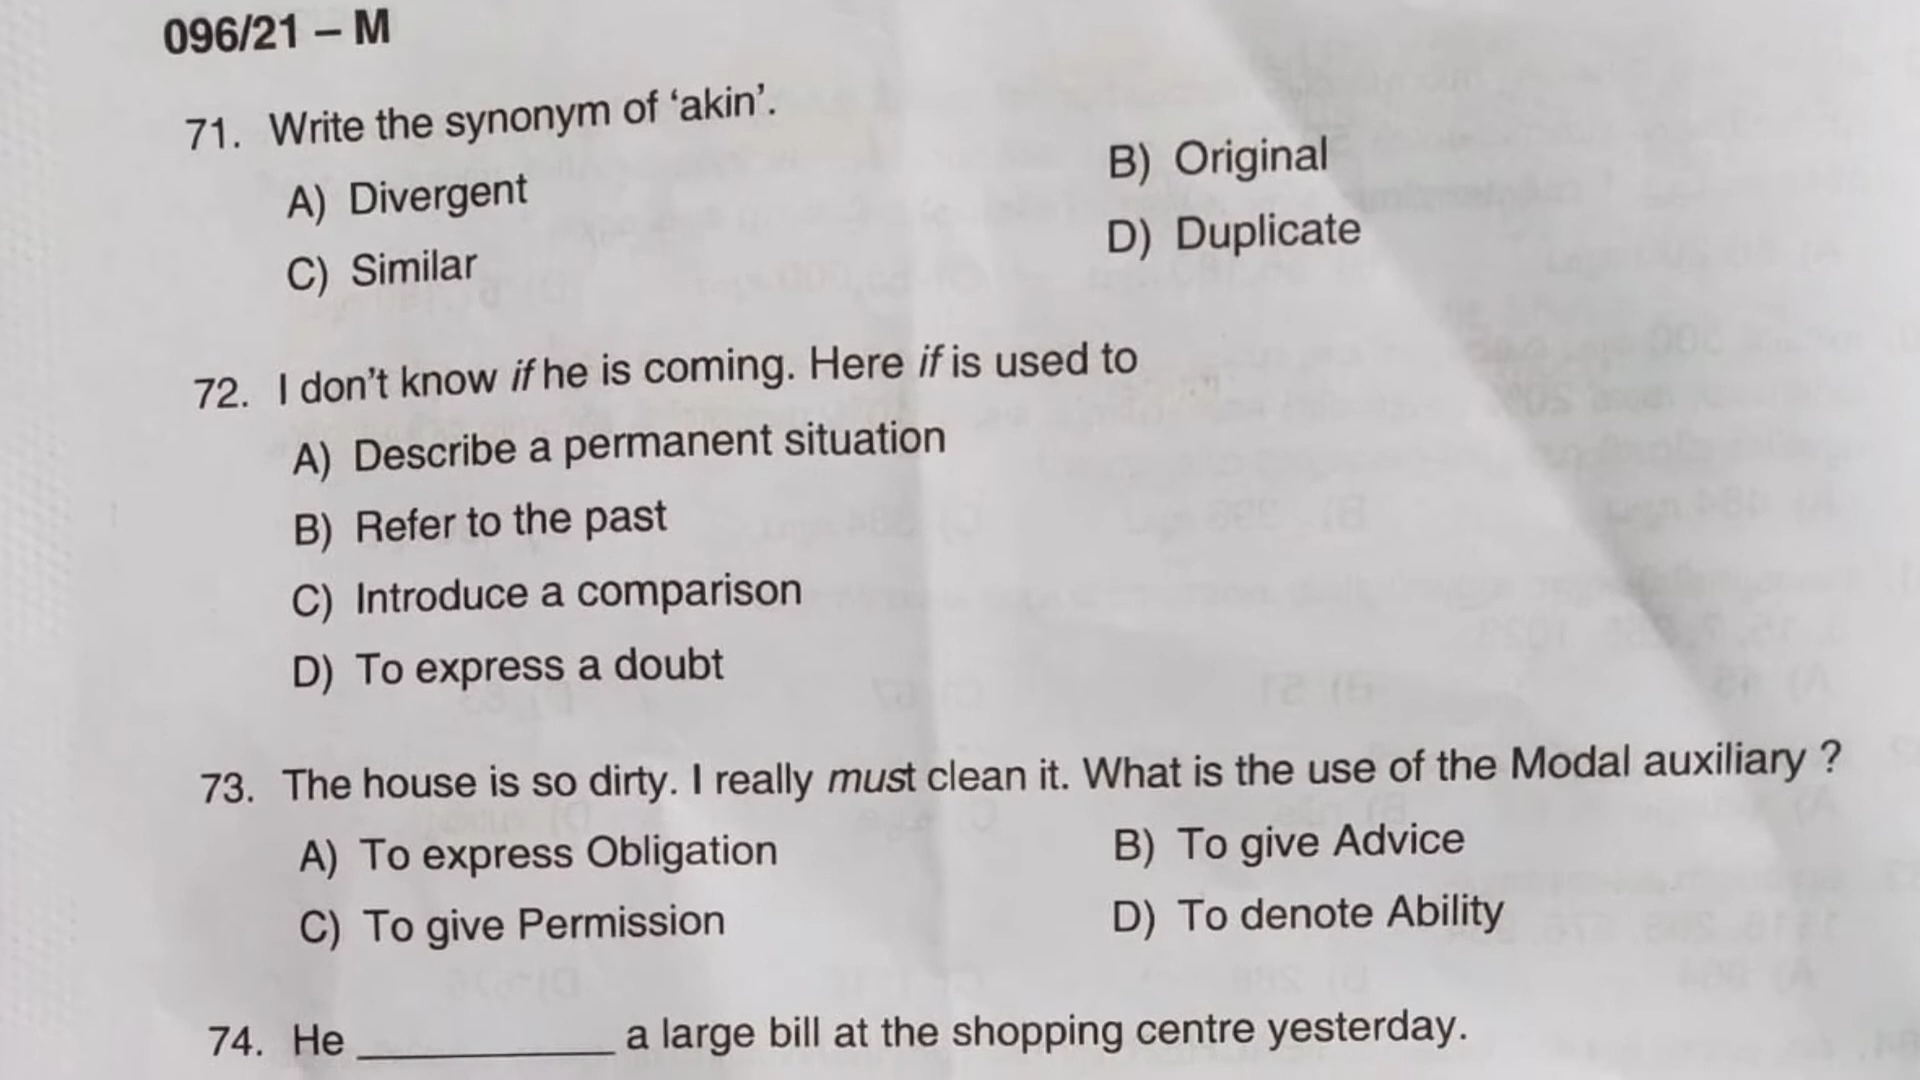 096/21 – M
71. Write the synonym of ‘akin’.
A) Divergent
B) Original
C) Similar
D) Duplicate
72. I don’t know if he is coming. Here if is used to
A) Describe a permanent situation
B) Refer to the past
C) Introduce a comparison
D) To express a doubt
73. The house is so dirty. I really must clean it. What is the use of the Modal auxiliary ?
A) To express Obligation
B) To give Advice
C) To give Permission
D) To denote Ability
74. He __________ a large bill at the shopping centre yesterday.